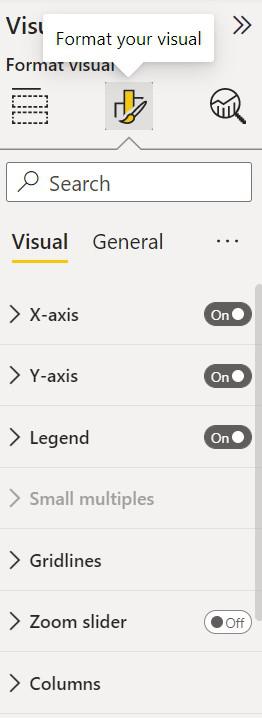 Visu
Format your visual
Format visual
Search
Visual General ...
X-axis On
Y-axis On
Legend On
Small multiples
Gridlines
Zoom slider Off
Columns